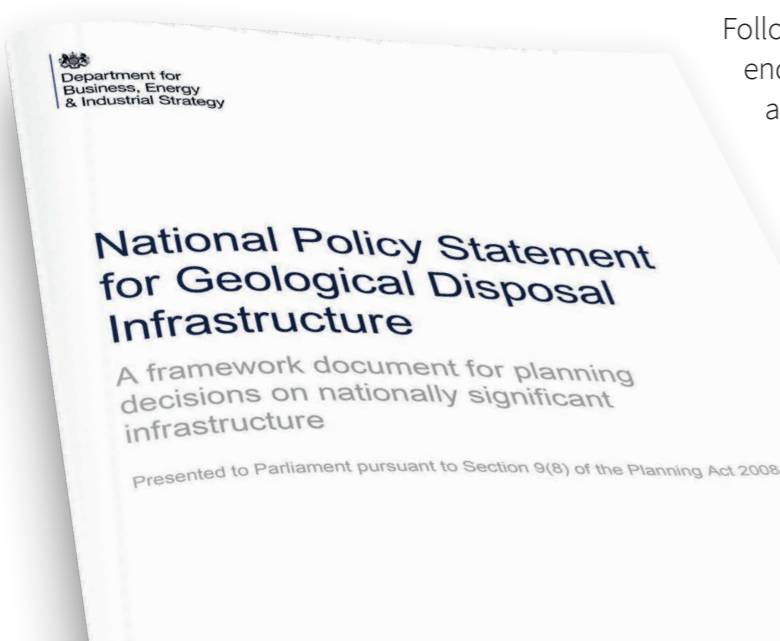 Follo
a
Department for
Business, Energy
& Industrial Strategy
National Policy Statement
for Geological Disposal
Infrastructure
A framework document for planning
decisions on nationally significant
infrastructure
Presented to Parliament pursuant to Section 9(8) of the Planning Act 2008